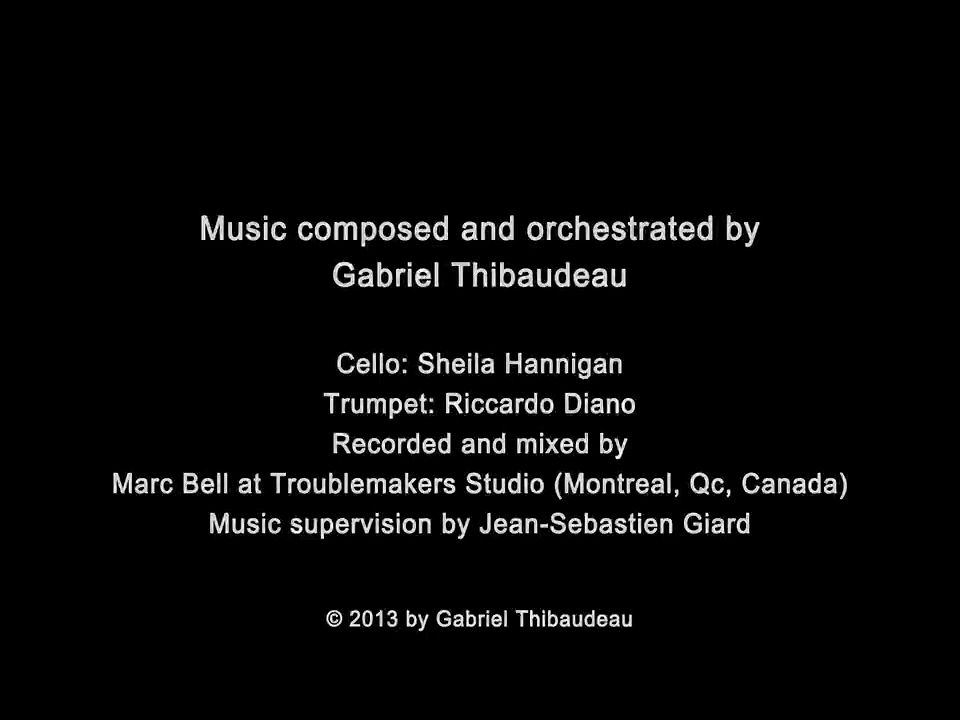 Music composed and orchestrated by
Gabriel Thibaudeau
Cello: Sheila Hannigan
Trumpet: Riccardo Diano
Recorded and mixed by
Marc Bell at Troublemakers Studio (Montreal, Qc, Canada)
Music supervision by Jean-Sebastien Giard
© 2013 by Gabriel Thibaudeau